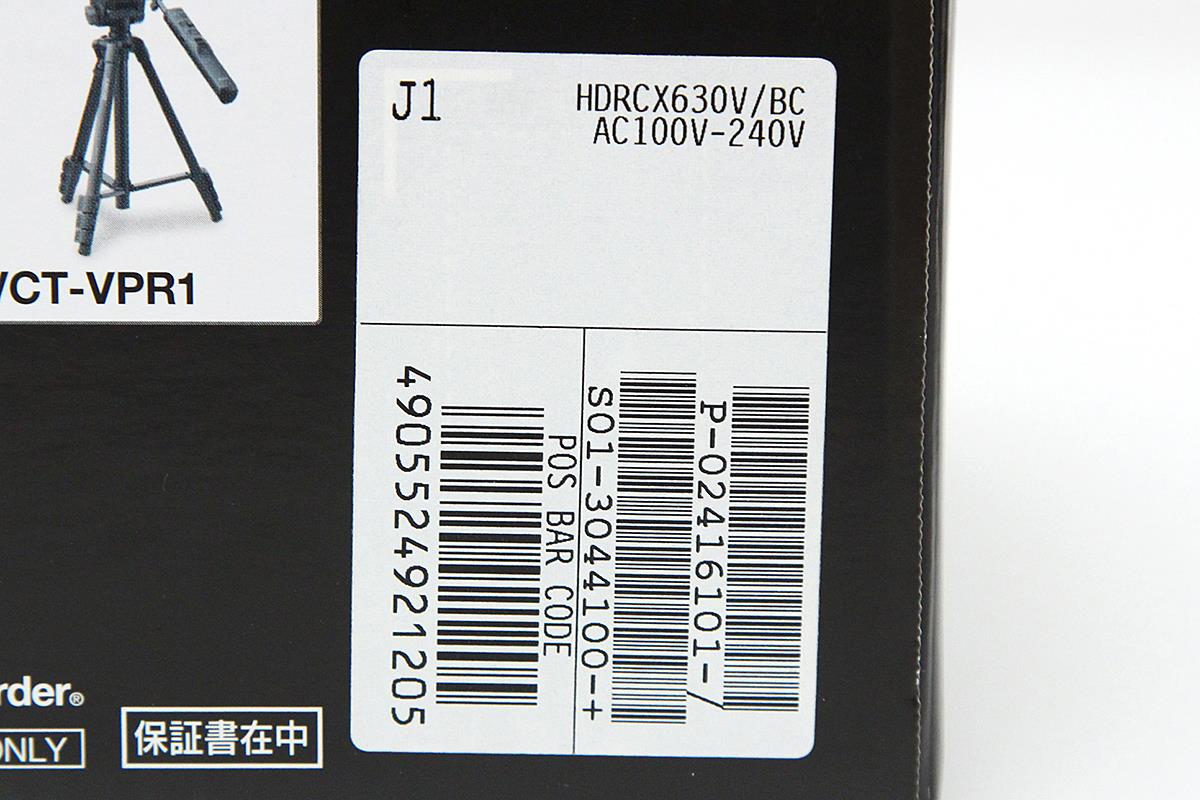 J1
HDRCX630V/BC
AC100V-240V
VCT-VPR1
4905524921205
POS BAR CODE
S01-3044100-+
P-02416101-/
rder®
ONLY
保証書在中